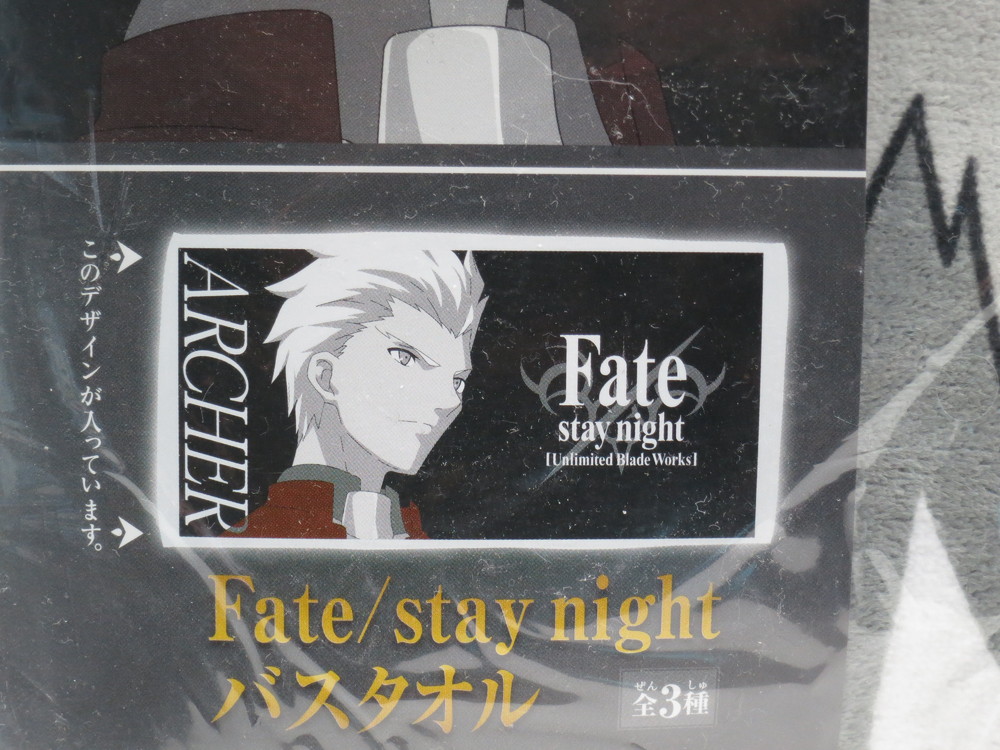 このデザインが入っています。
ARCHER
Fate
stay night
[Unlimited Blade Works]
Fate/stay night
バスタオル
ぜん しゅ
全3種